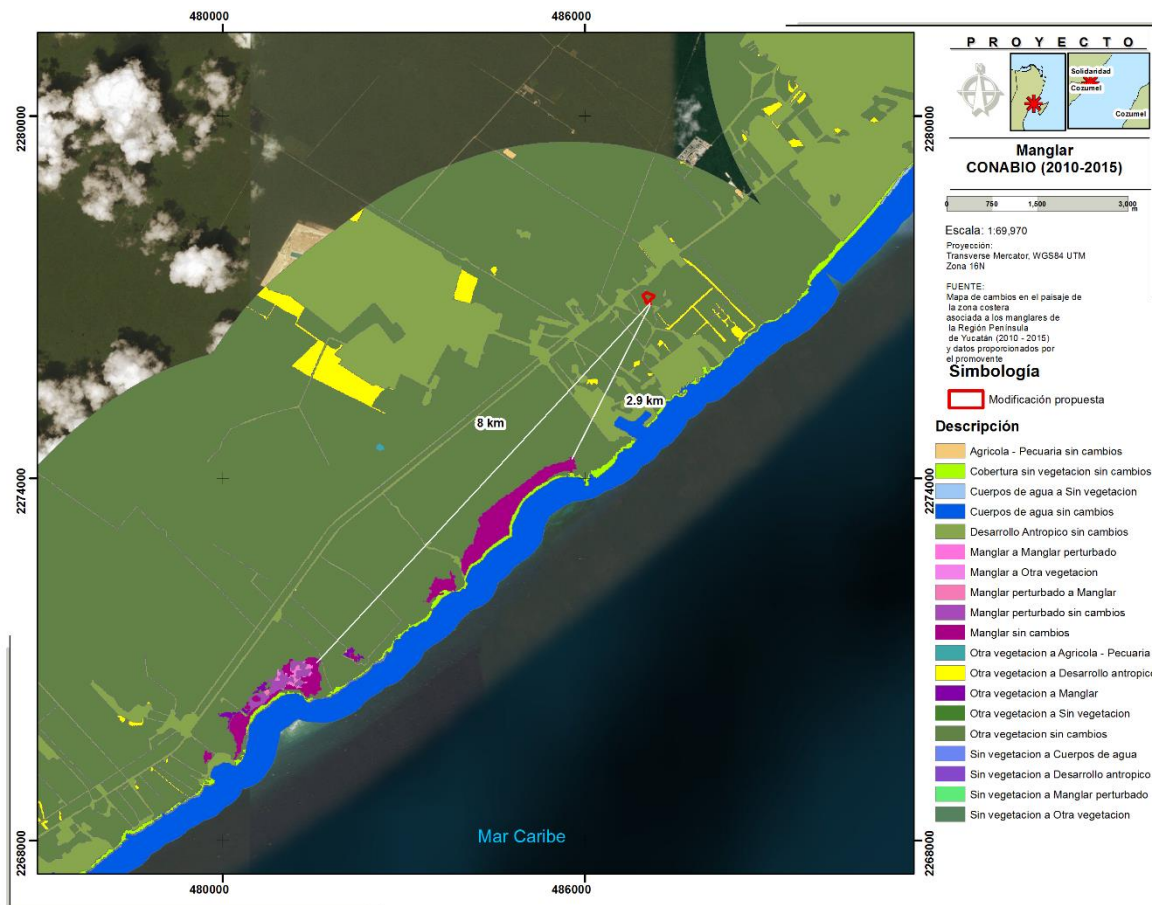 480000
486000
2280000
2274000
2268000
8 km
2.9 km
Mar Caribe
480000
486000
2280000
2274000
2268000
P R O Y E C T O
Solidaridad
Cozumel
Cozumel
Manglar
CONABIO (2010-2015)
0 750 1,500 3,000
m
Escala: 1:69,970
Proyección:
Transverse Mercator, WGS84 UTM
Zona 16N
FUENTE:
Mapa de cambios en el paisaje de
la zona costera
asociada a los manglares de
la Región Península
de Yucatán (2010 - 2015)
y datos proporcionados por
el promovente
Simbología
Modificación propuesta
Descripción
Agricola - Pecuaria sin cambios
Cobertura sin vegetacion sin cambios
Cuerpos de agua a Sin vegetacion
Cuerpos de agua sin cambios
Desarrollo Antropico sin cambios
Manglar a Manglar perturbado
Manglar a Otra vegetacion
Manglar perturbado a Manglar
Manglar perturbado sin cambios
Manglar sin cambios
Otra vegetacion a Agricola - Pecuaria
Otra vegetacion a Desarrollo antropico
Otra vegetacion a Manglar
Otra vegetacion a Sin vegetacion
Otra vegetacion sin cambios
Sin vegetacion a Cuerpos de agua
Sin vegetacion a Desarrollo antropico
Sin vegetacion a Manglar perturbado
Sin vegetacion a Otra vegetacion